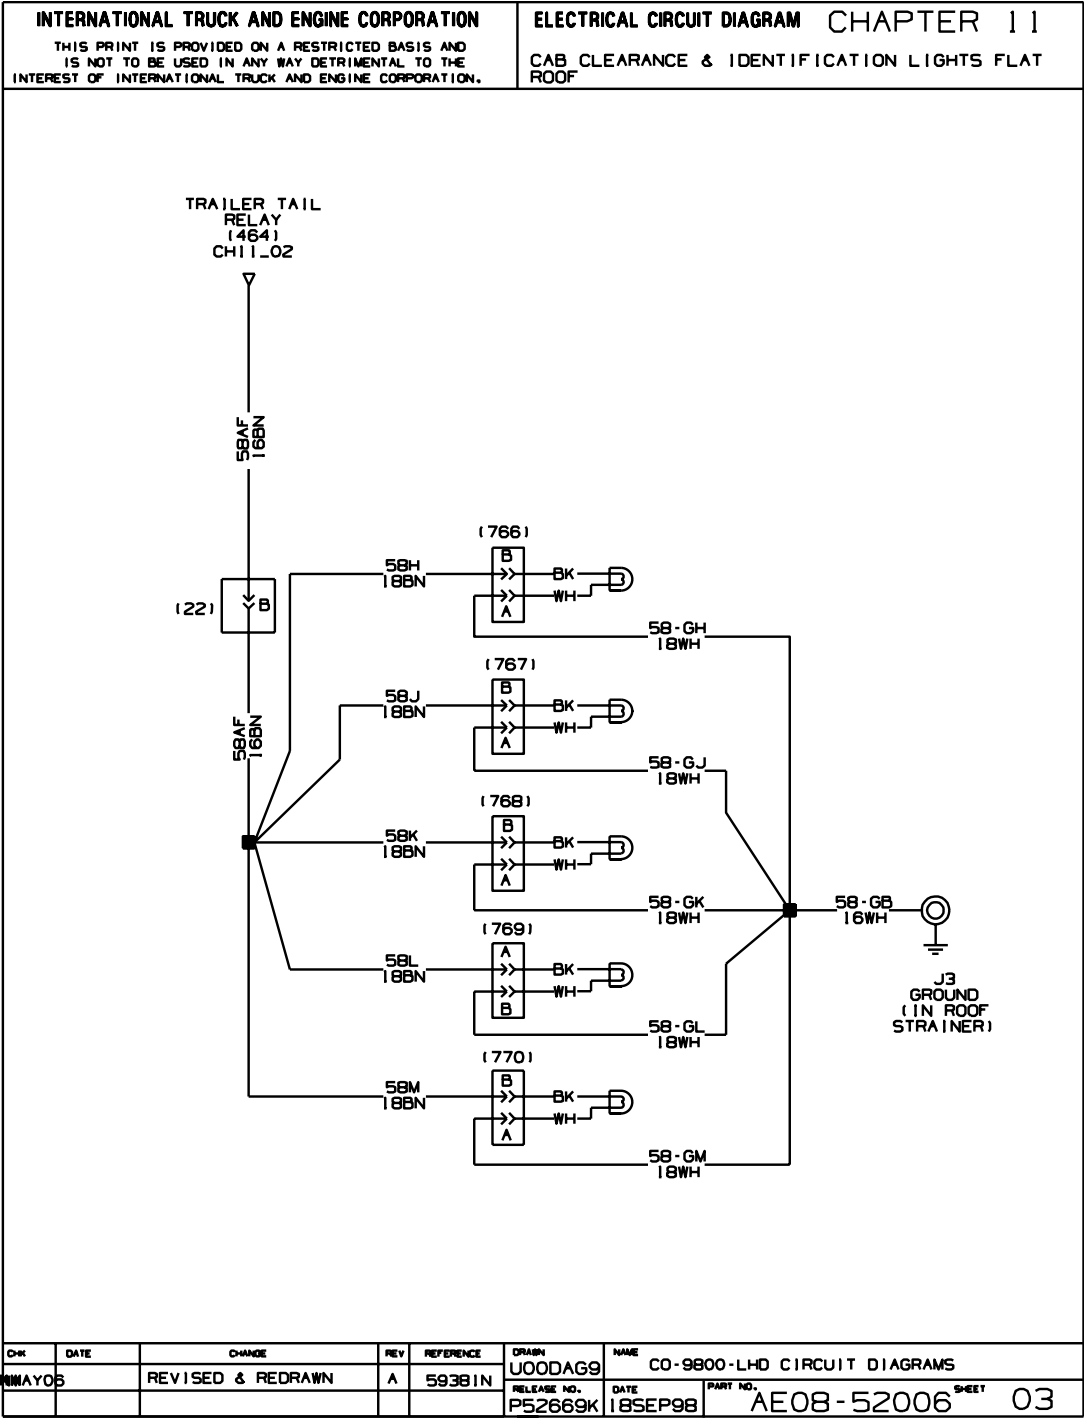 INTERNATIONAL TRUCK AND ENGINE CORPORATION
THIS PRINT IS PROVIDED ON A RESTRICTED BASIS AND
IS NOT TO BE USED IN ANY WAY DETRIMENTAL TO THE
INTEREST OF INTERNATIONAL TRUCK AND ENGINE CORPORATION.
ELECTRICAL CIRCUIT DIAGRAM CHAPTER 11
CAB CLEARANCE & IDENTIFICATION LIGHTS FLAT
ROOF
TRAILER TAIL
RELAY
(464)
CH11_02
58AF
16BN
(22)
B
58AF
16BN
(766)
58H
18BN
B
A
BK
WH
58-GH
18WH
(767)
58J
18BN
B
A
BK
WH
58-GJ
18WH
(768)
58K
18BN
B
A
BK
WH
58-GK
18WH
(769)
58L
18BN
A
B
BK
WH
58-GL
18WH
(770)
58M
18BN
B
A
BK
WH
58-GM
18WH
58-GB
16WH
J3
GROUND
(IN ROOF
STRAINER)
CHK DATE CHANGE REV REFERENCE
REVISED & REDRAWN A 59381N
DRAWN
U00DAG9
NAME
CO-9800-LHD CIRCUIT DIAGRAMS
RELEASE NO.
P52669K
DATE
18SEP98
PART NO.
AE08-52006
SHEET
03